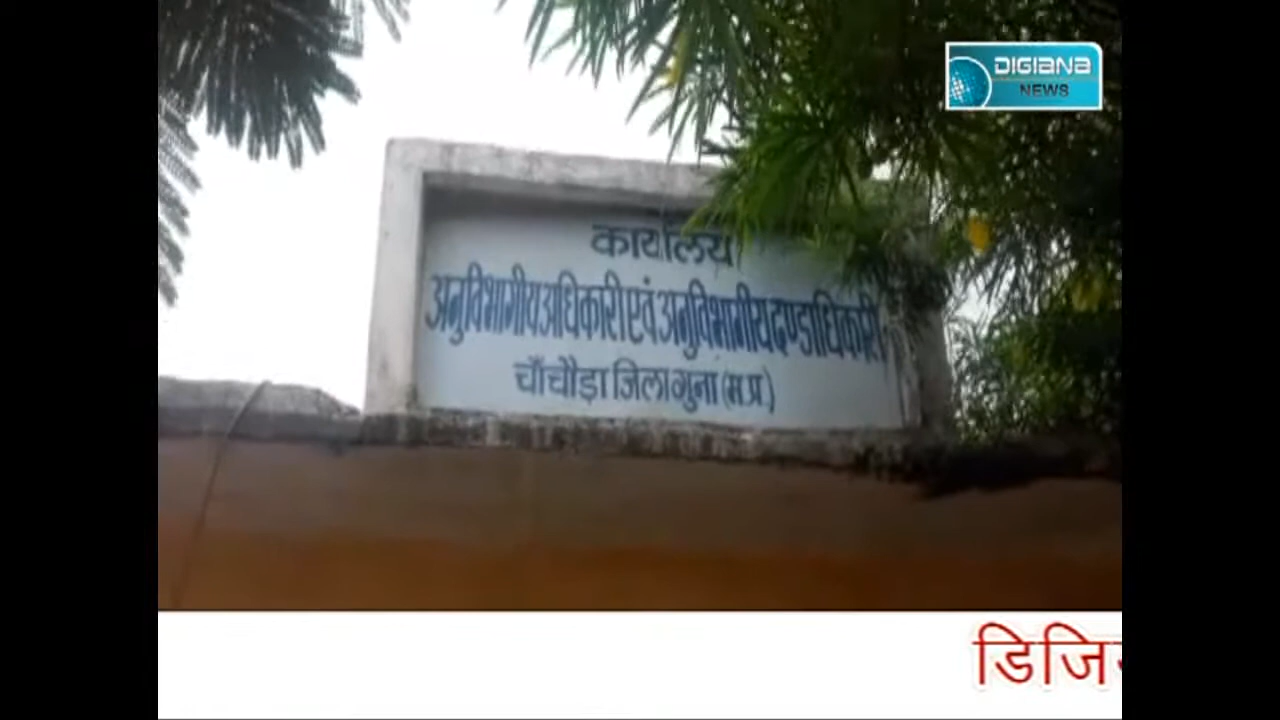 DIGIANA
NEWS
कार्यालय
अनुविभागीय अधिकारी एवं अनुविभागीय दण्डाधिकारी
चाँचौड़ा जिला गुना (म.प्र.)
डिजि